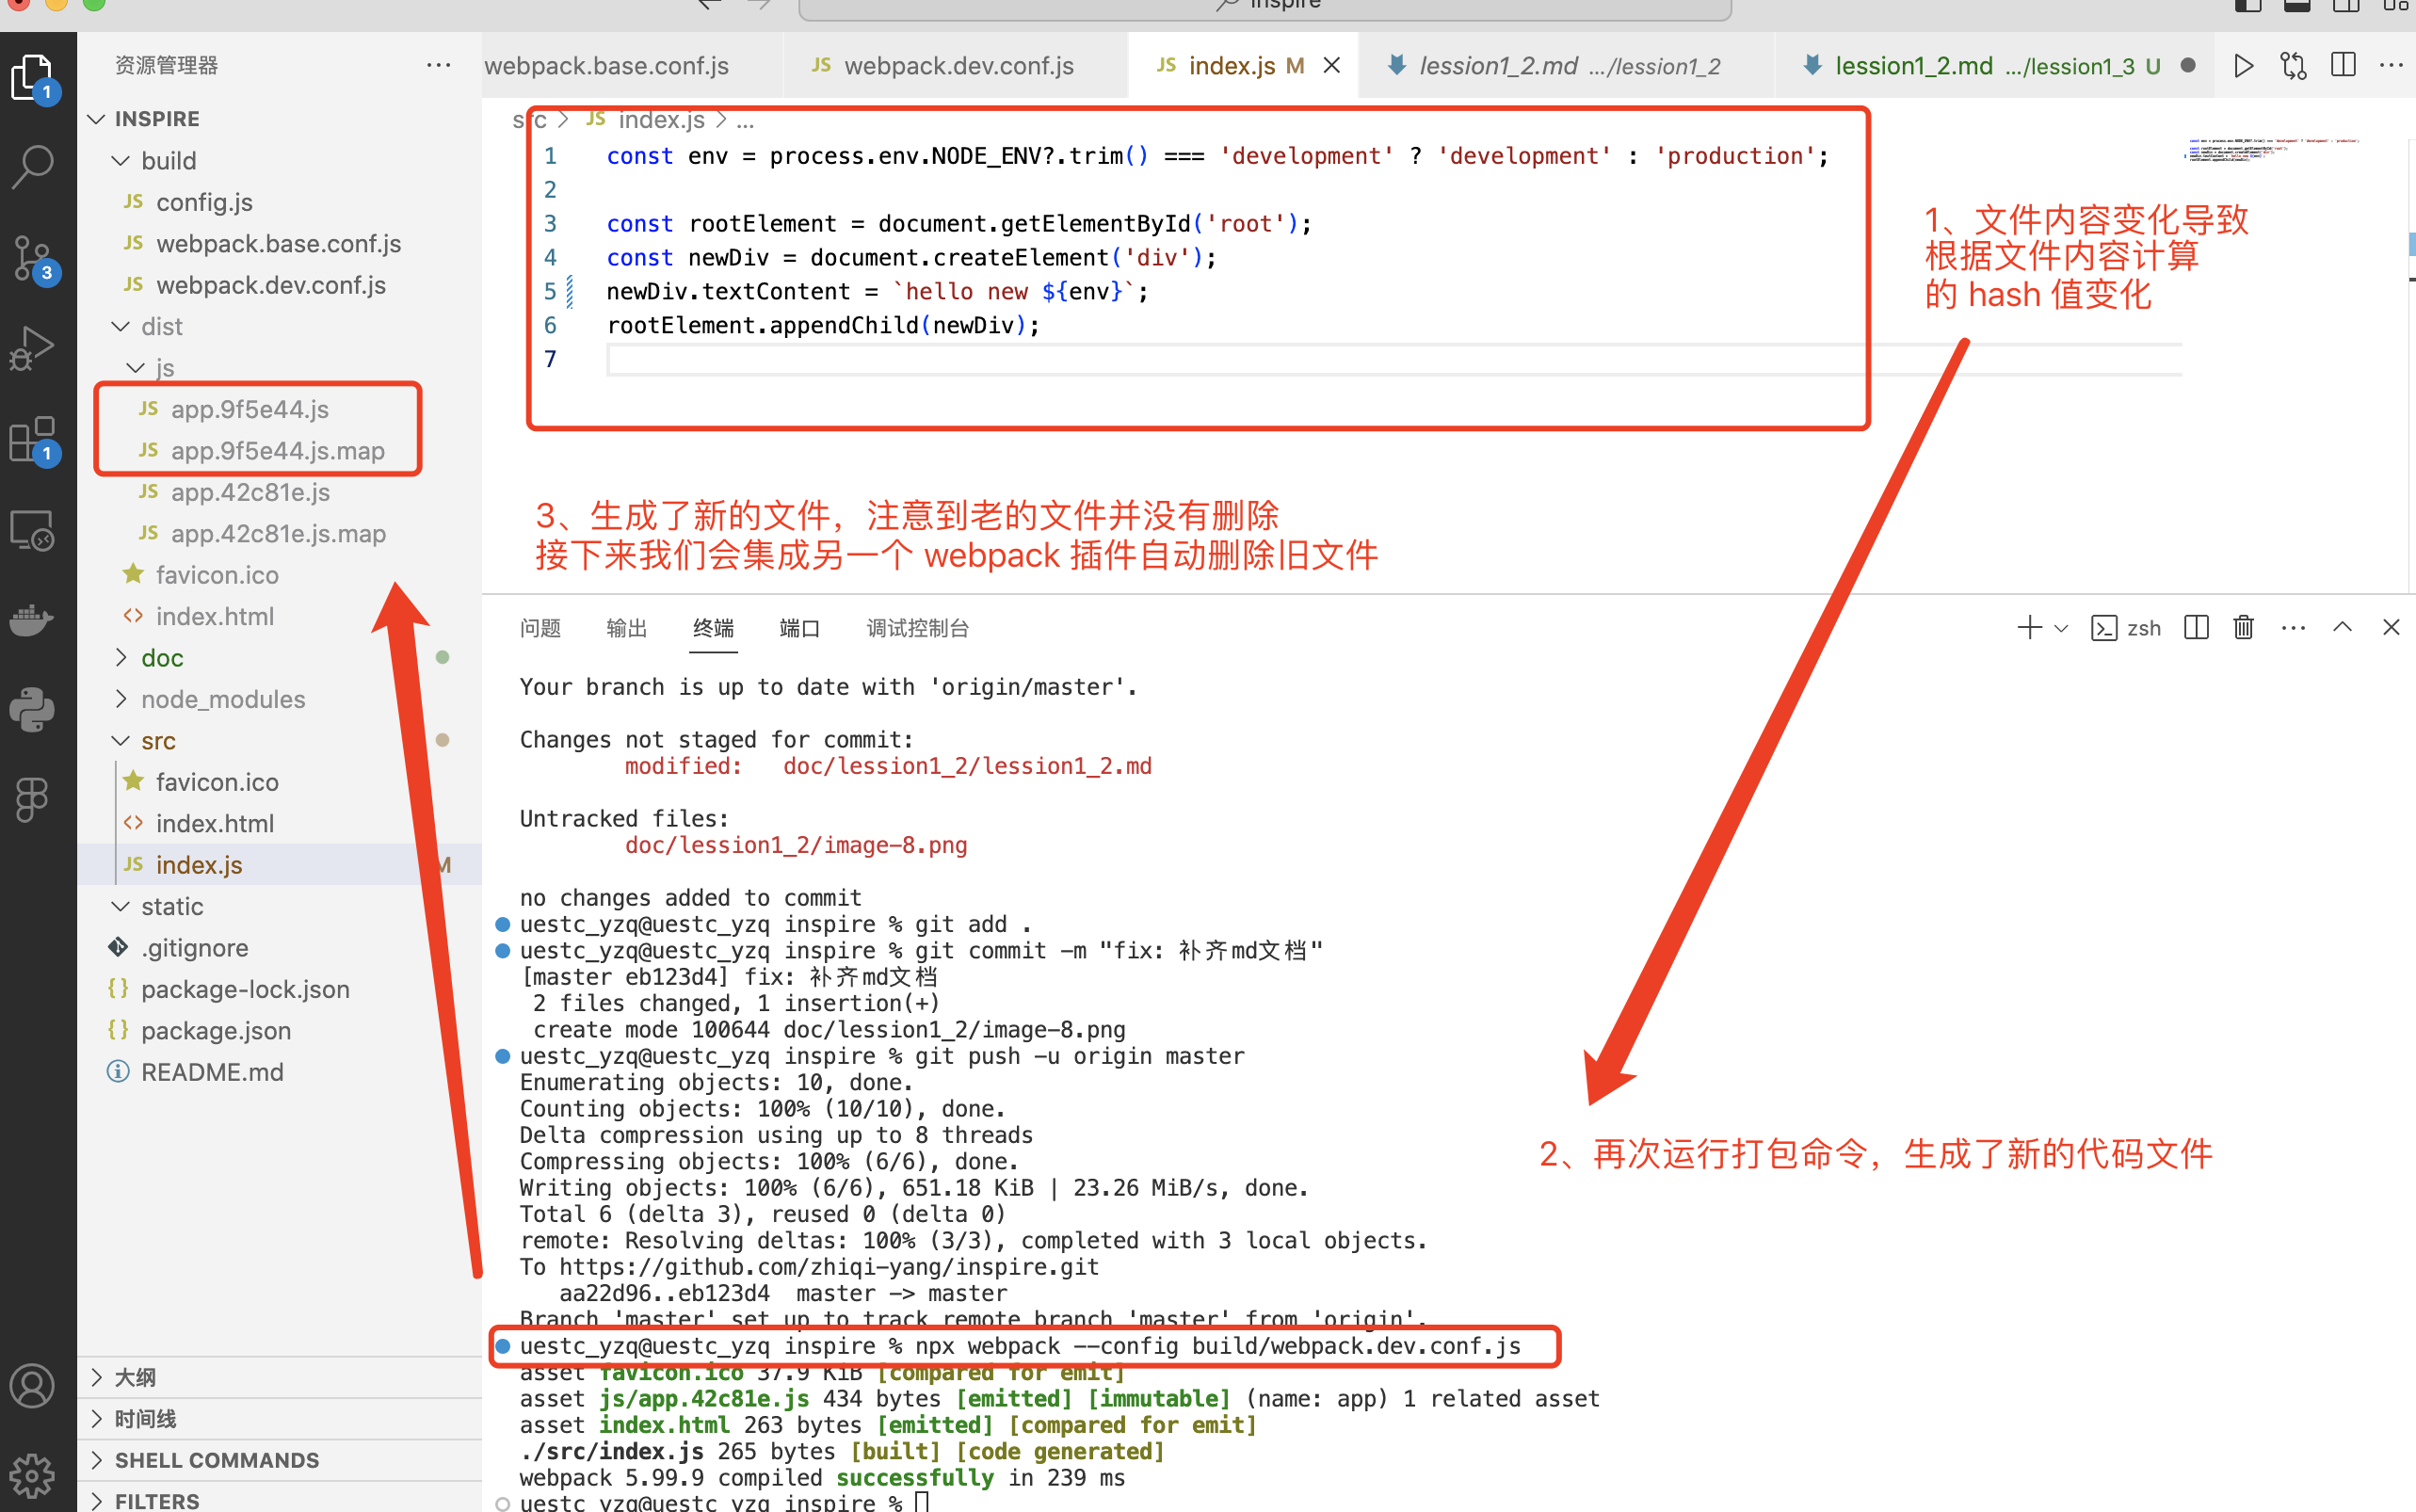 inspire
资源管理器
webpack.base.conf.js
JS webpack.dev.conf.js
JS index.js M
lession1_2.md .../lession1_2
lession1_2.md .../lession1_3 U
1
3
1
INSPIRE
build
JS config.js
JS webpack.base.conf.js
JS webpack.dev.conf.js
dist
js
JS app.9f5e44.js
JS app.9f5e44.js.map
JS app.42c81e.js
JS app.42c81e.js.map
favicon.ico
<> index.html
doc
node_modules
src
favicon.ico
<> index.html
JS index.js M
static
.gitignore
{} package-lock.json
{} package.json
README.md
大纲
时间线
SHELL COMMANDS
FILTERS
src > JS index.js > ...
1 const env = process.env.NODE_ENV?.trim() === 'development' ? 'development' : 'production';
2
3 const rootElement = document.getElementById('root');
4 const newDiv = document.createElement('div');
5 newDiv.textContent = `hello new ${env}`;
6 rootElement.appendChild(newDiv);
7
1、文件内容变化导致
根据文件内容计算
的 hash 值变化
3、生成了新的文件，注意到老的文件并没有删除
接下来我们会集成另一个 webpack 插件自动删除旧文件
问题 输出 终端 端口 调试控制台
zsh
Your branch is up to date with 'origin/master'.
Changes not staged for commit:
modified: doc/lession1_2/lession1_2.md
Untracked files:
doc/lession1_2/image-8.png
no changes added to commit
uestc_yzq@uestc_yzq inspire % git add .
uestc_yzq@uestc_yzq inspire % git commit -m "fix: 补齐md文档"
[master eb123d4] fix: 补齐md文档
2 files changed, 1 insertion(+)
create mode 100644 doc/lession1_2/image-8.png
uestc_yzq@uestc_yzq inspire % git push -u origin master
Enumerating objects: 10, done.
Counting objects: 100% (10/10), done.
Delta compression using up to 8 threads
Compressing objects: 100% (6/6), done.
Writing objects: 100% (6/6), 651.18 KiB | 23.26 MiB/s, done.
Total 6 (delta 3), reused 0 (delta 0)
remote: Resolving deltas: 100% (3/3), completed with 3 local objects.
To https://github.com/zhiqi-yang/inspire.git
aa22d96..eb123d4 master -> master
Branch 'master' set up to track remote branch 'master' from 'origin'.
uestc_yzq@uestc_yzq inspire % npx webpack --config build/webpack.dev.conf.js
asset favicon.ico 37.9 KiB [compared for emit]
asset js/app.42c81e.js 434 bytes [emitted] [immutable] (name: app) 1 related asset
asset index.html 263 bytes [emitted] [compared for emit]
./src/index.js 265 bytes [built] [code generated]
webpack 5.99.9 compiled successfully in 239 ms
uestc_yzq@uestc_yzq inspire %
2、再次运行打包命令，生成了新的代码文件